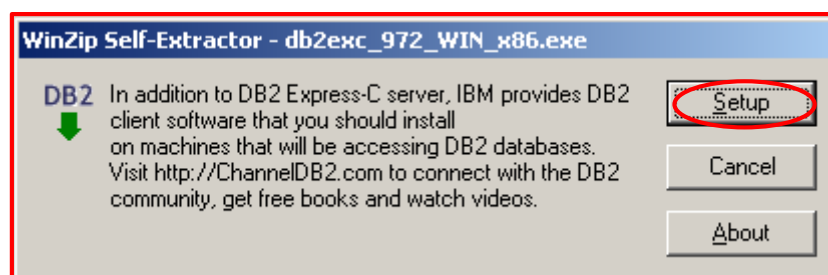 WinZip Self-Extractor - db2exc_972_WIN_x86.exe
DB2
In addition to DB2 Express-C server, IBM provides DB2
client software that you should install
on machines that will be accessing DB2 databases.
Visit http://ChannelDB2.com to connect with the DB2
community, get free books and watch videos.
Setup
Cancel
About